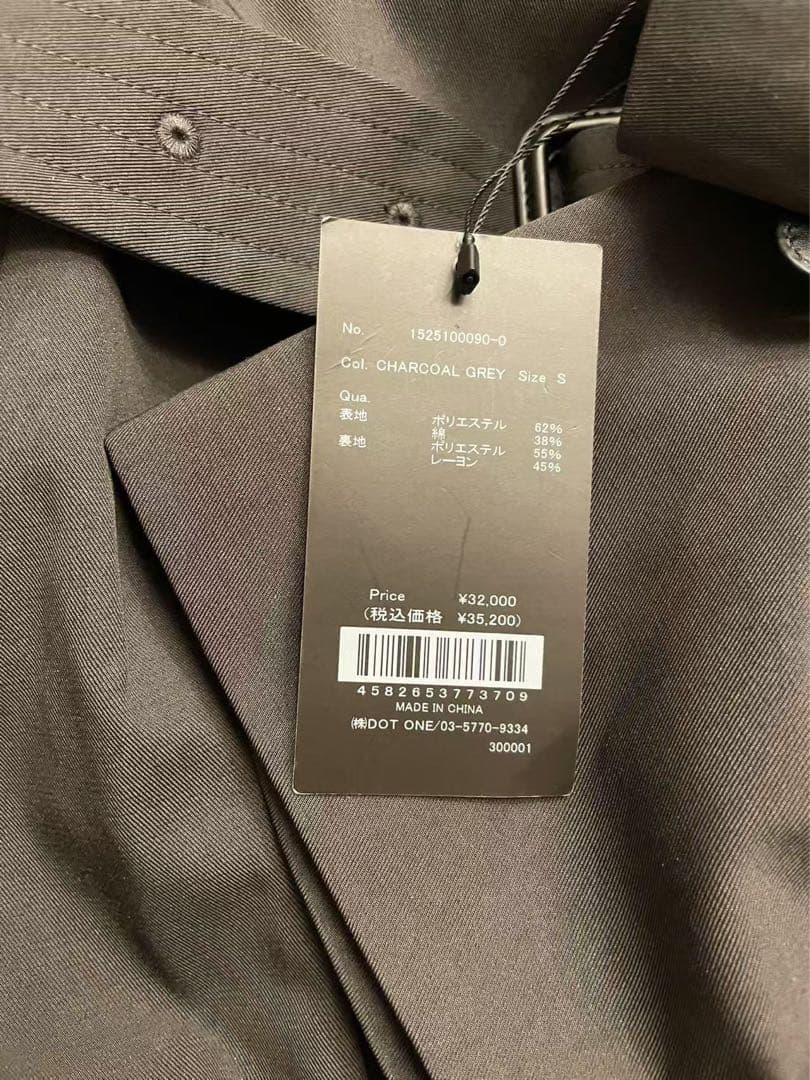 No. 1525100090-0
Col. CHARCOAL GREY Size S
Qua.
表地 ポリエステル 62%
綿 38%
裏地 ポリエステル 55%
レーヨン 45%
Price ¥32,000
(税込価格 ¥35,200)
4582653773709
MADE IN CHINA
㈱DOT ONE/03-5770-9334
300001